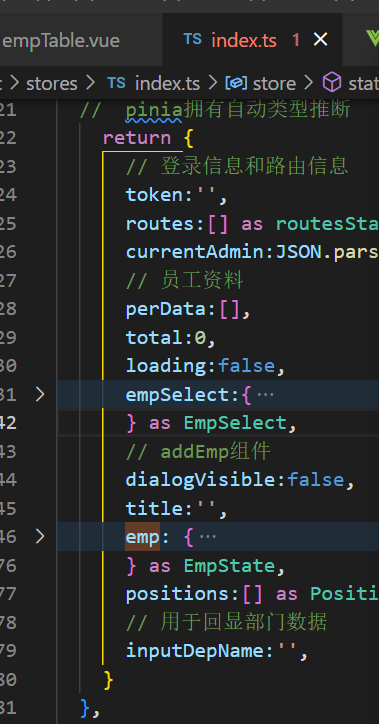 empTable.vue TS index.ts 1 ×
c > stores > TS index.ts > store > stat
21 // pinia拥有自动类型推断
22 return {
23 // 登录信息和路由信息
24 token:'',
25 routes:[] as routesSta
26 currentAdmin:JSON.pars
27 // 员工资料
28 perData:[],
29 total:0,
30 loading:false,
31 empSelect:{…
42 } as EmpSelect,
43 // addEmp组件
44 dialogVisible:false,
45 title:'',
46 emp: {…
76 } as EmpState,
77 positions:[] as Positi
78 // 用于回显部门数据
79 inputDepName:'',
80 }
81 },